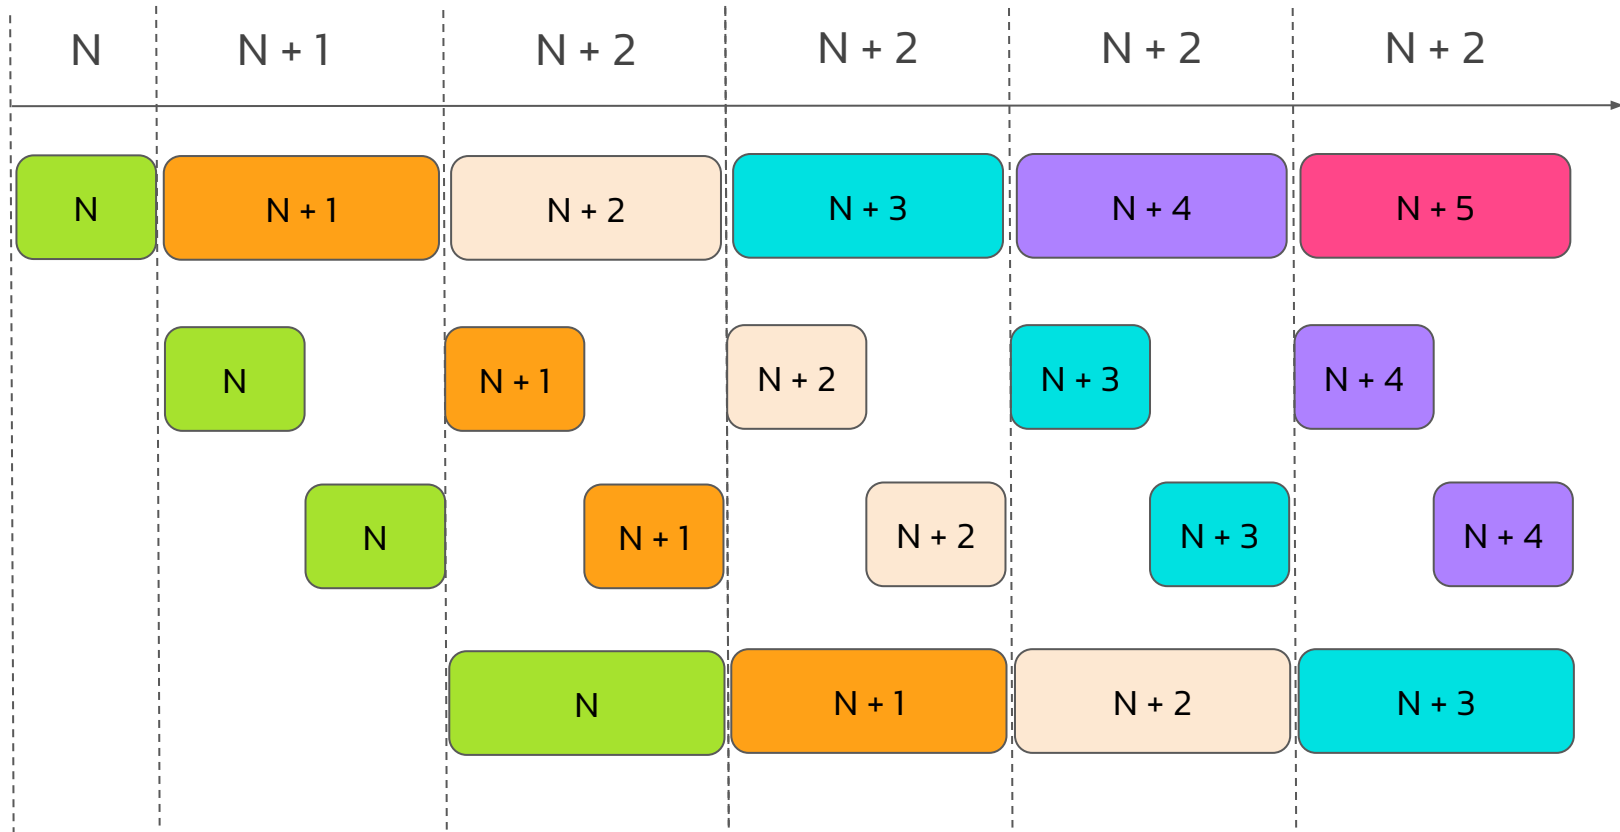 N N + 1 N + 2 N + 2 N + 2 N + 2
N N + 1 N + 2 N + 3 N + 4 N + 5
N N + 1 N + 2 N + 3 N + 4
N N + 1 N + 2 N + 3 N + 4
N N + 1 N + 2 N + 3